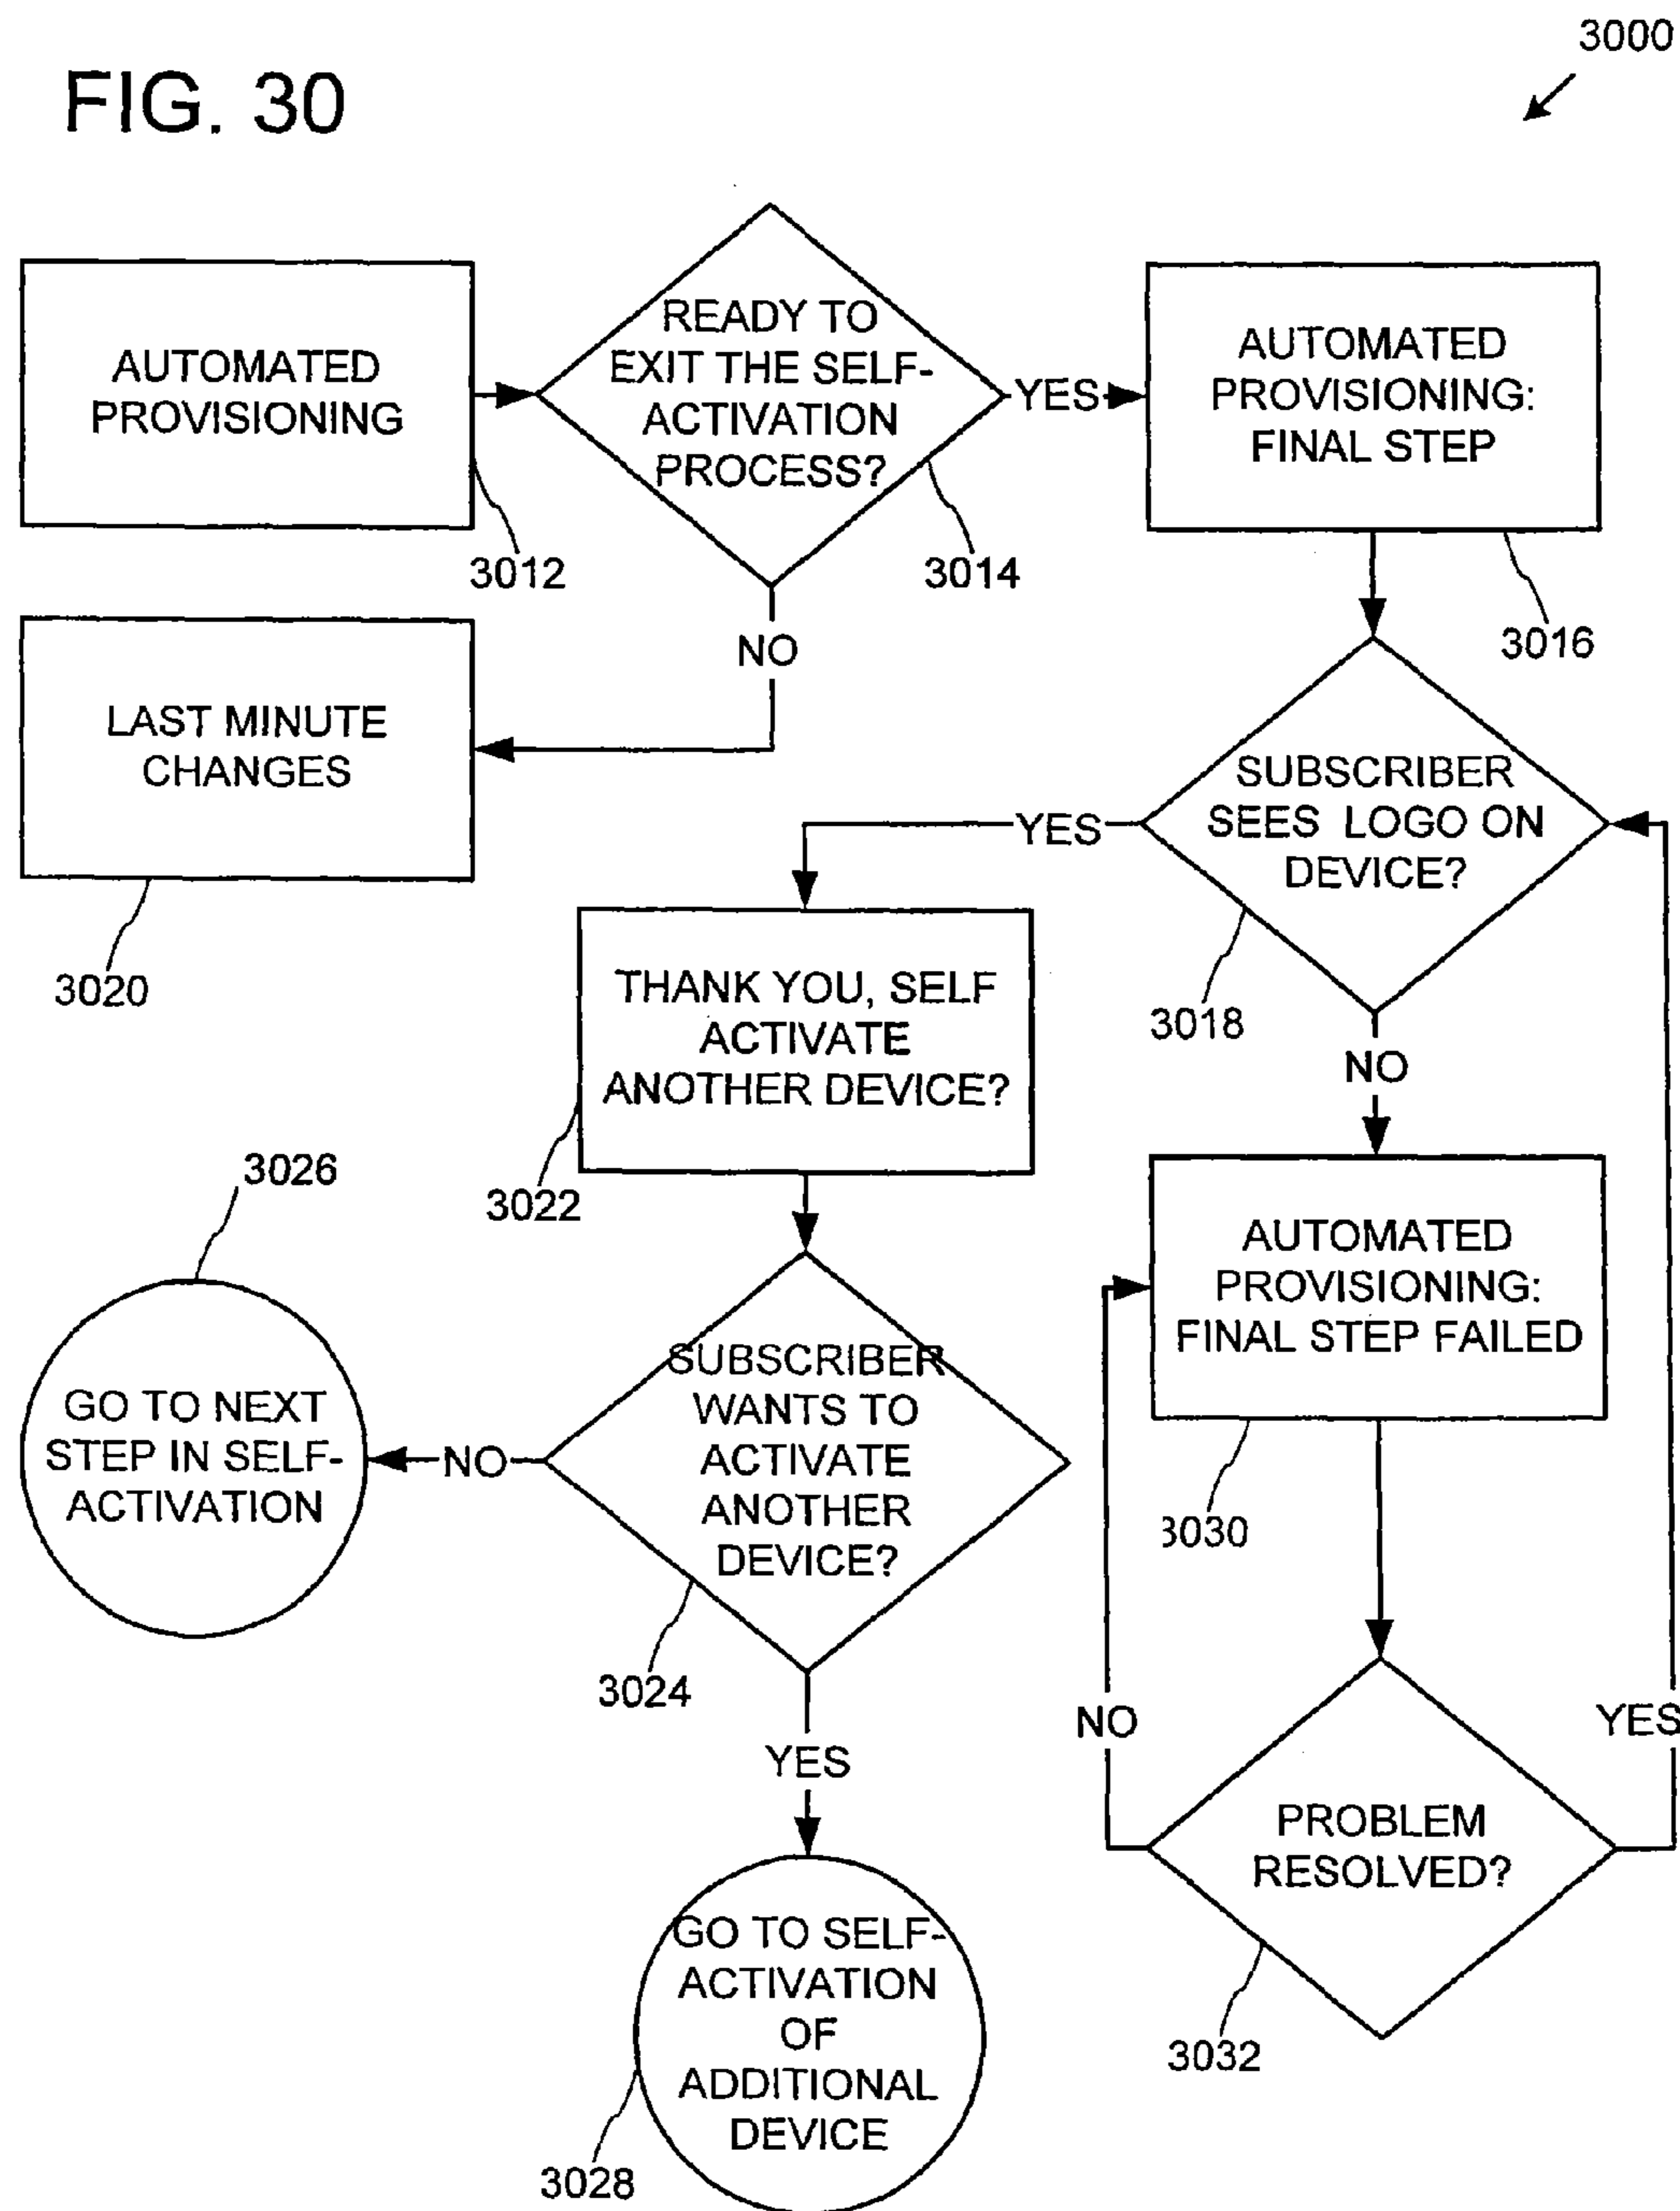 3000
FIG. 30
AUTOMATED
PROVISIONING
3012
READY TO
EXIT THE SELF-
ACTIVATION
PROCESS?
3014
YES
AUTOMATED
PROVISIONING:
FINAL STEP
3016
NO
LAST MINUTE
CHANGES
3020
SUBSCRIBER
SEES LOGO ON
DEVICE?
3018
YES
THANK YOU, SELF
ACTIVATE
ANOTHER DEVICE?
3022
NO
AUTOMATED
PROVISIONING:
FINAL STEP FAILED
3030
3026
GO TO NEXT
STEP IN SELF-
ACTIVATION
NO
SUBSCRIBER
WANTS TO
ACTIVATE
ANOTHER
DEVICE?
3024
YES
NO
YES
PROBLEM
RESOLVED?
3032
GO TO SELF-
ACTIVATION
OF
ADDITIONAL
DEVICE
3028